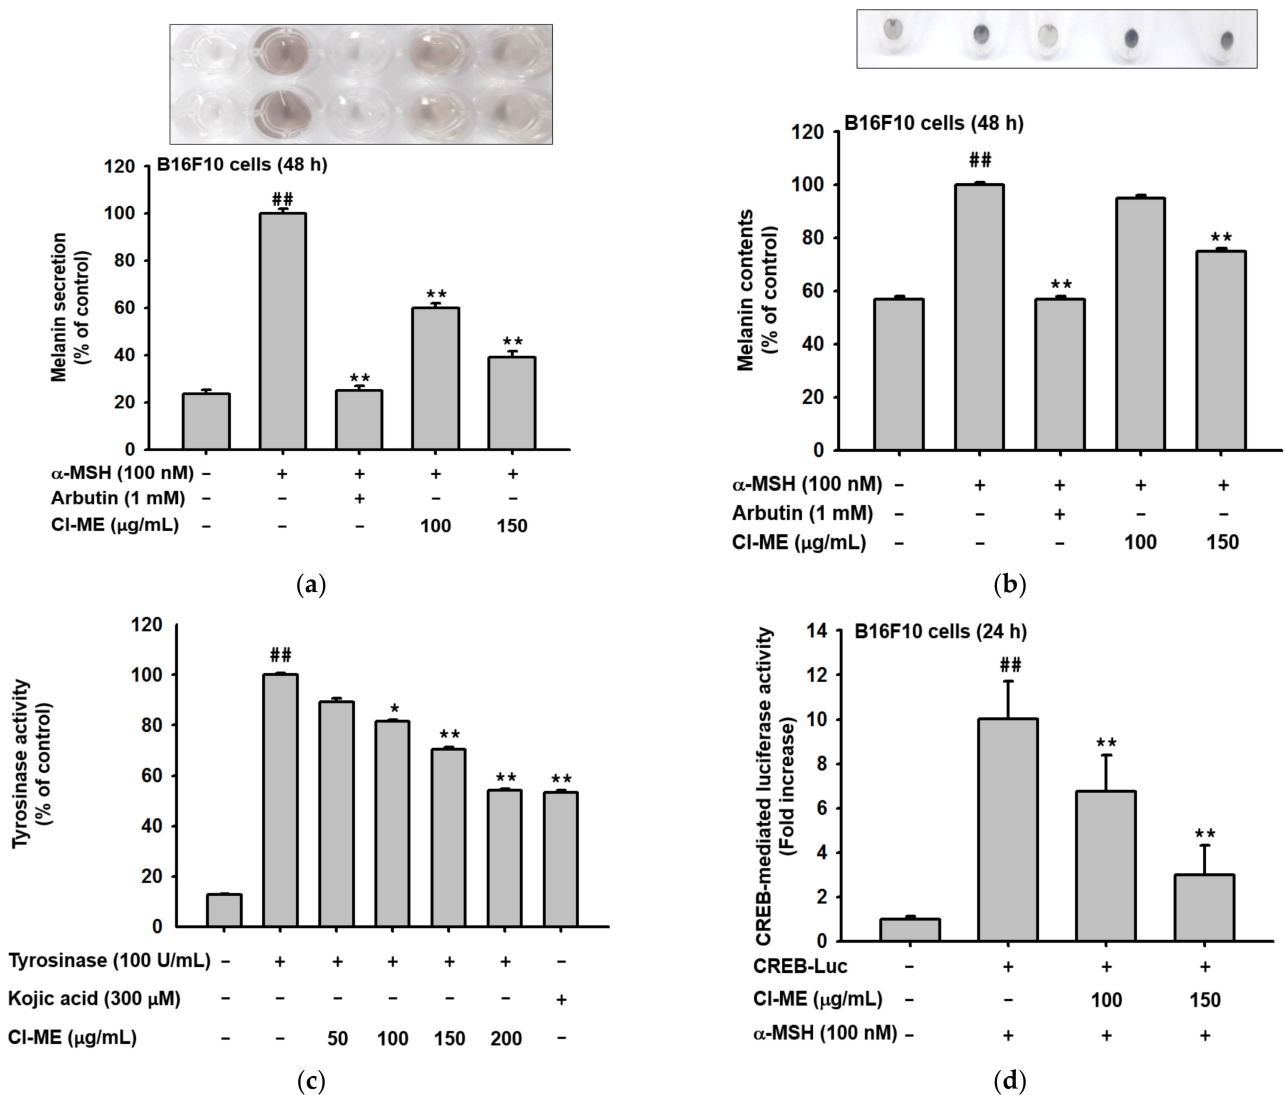 B16F10 cells (48 h)
120
100
80
60
40
20
0
Melanin secretion
(% of control)
##
**
**
**
α-MSH (100 nM) − + + + +
Arbutin (1 mM) − − + − −
CI-ME (μg/mL) − − − 100 150
(a)
B16F10 cells (48 h)
120
100
80
60
40
20
0
Melanin contents
(% of control)
##
**
**
α-MSH (100 nM) − + + + +
Arbutin (1 mM) − − + − −
CI-ME (μg/mL) − − − 100 150
(b)
120
100
80
60
40
20
0
Tyrosinase activity
(% of control)
##
*
**
**
**
Tyrosinase (100 U/mL) − + + + + + −
Kojic acid (300 μM) − − − − − − +
CI-ME (μg/mL) − − 50 100 150 200 −
(c)
B16F10 cells (24 h)
14
12
10
8
6
4
2
0
CREB-mediated luciferase activity
(Fold increase)
##
**
**
CREB-Luc − + + +
CI-ME (μg/mL) − − 100 150
α-MSH (100 nM) − + + +
(d)